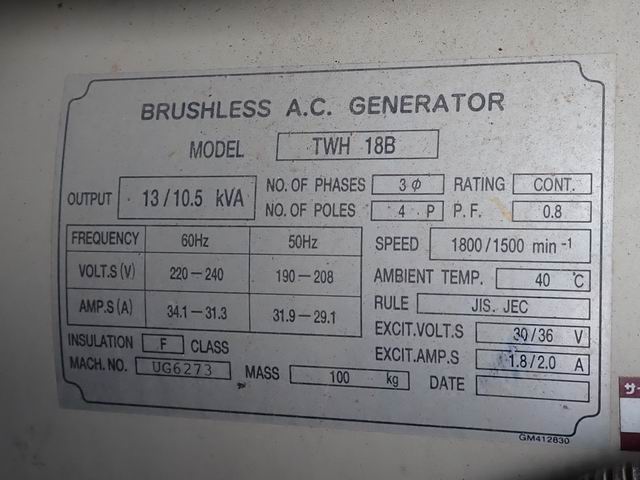 BRUSHLESS A.C. GENERATOR
MODEL TWH 18B
OUTPUT 13/10.5 kVA
NO. OF PHASES 3φ RATING CONT.
NO. OF POLES 4 P P.F. 0.8
FREQUENCY 60Hz 50Hz
VOLT.S (V) 220-240 190-208
AMP.S (A) 34.1-31.3 31.9-29.1
SPEED 1800/1500 min⁻¹
AMBIENT TEMP. 40 °C
RULE JIS. JEC
EXCIT.VOLT.S 30/36 V
EXCIT.AMP.S 1.8/2.0 A
INSULATION F CLASS
MACH. NO. UG6273 MASS 100 kg DATE
GM412830
サー